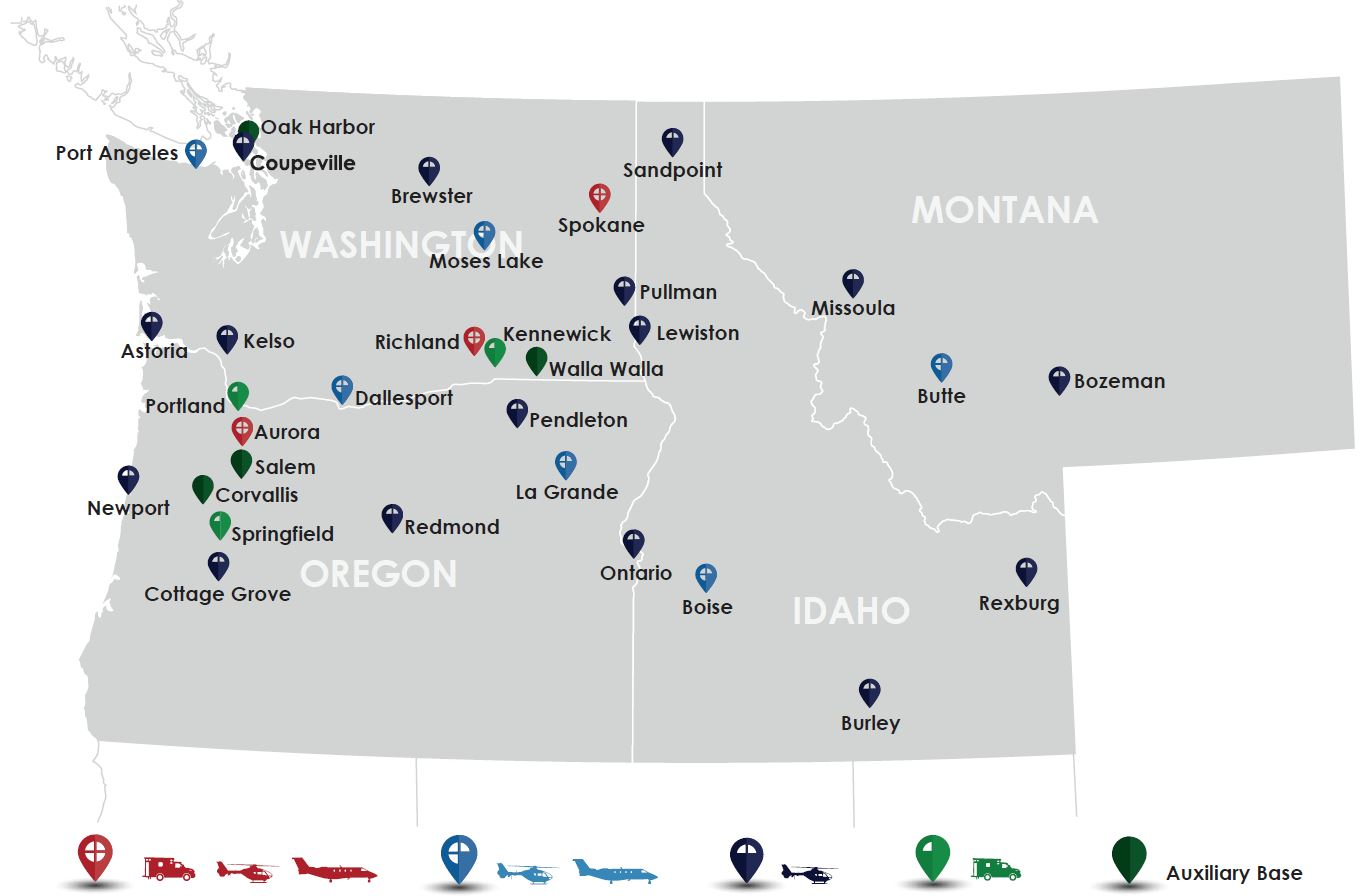 Oak Harbor
Port Angeles
Coupeville
Sandpoint
Brewster
Spokane
MONTANA
WASHINGTON
Moses Lake
Pullman
Missoula
Lewiston
Kennewick
Richland
Kelso
Astoria
Walla Walla
Bozeman
Butte
Dallesport
Portland
Pendleton
Aurora
Salem
La Grande
Corvallis
Newport
Redmond
Springfield
Ontario
OREGON
Cottage Grove
Boise
Rexburg
IDAHO
Burley
Auxiliary Base